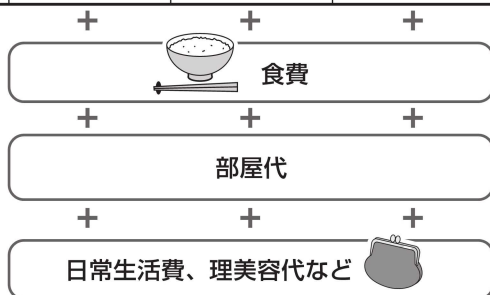 + + +
食費
+ + +
部屋代
+ + +
日常生活費、理美容代など